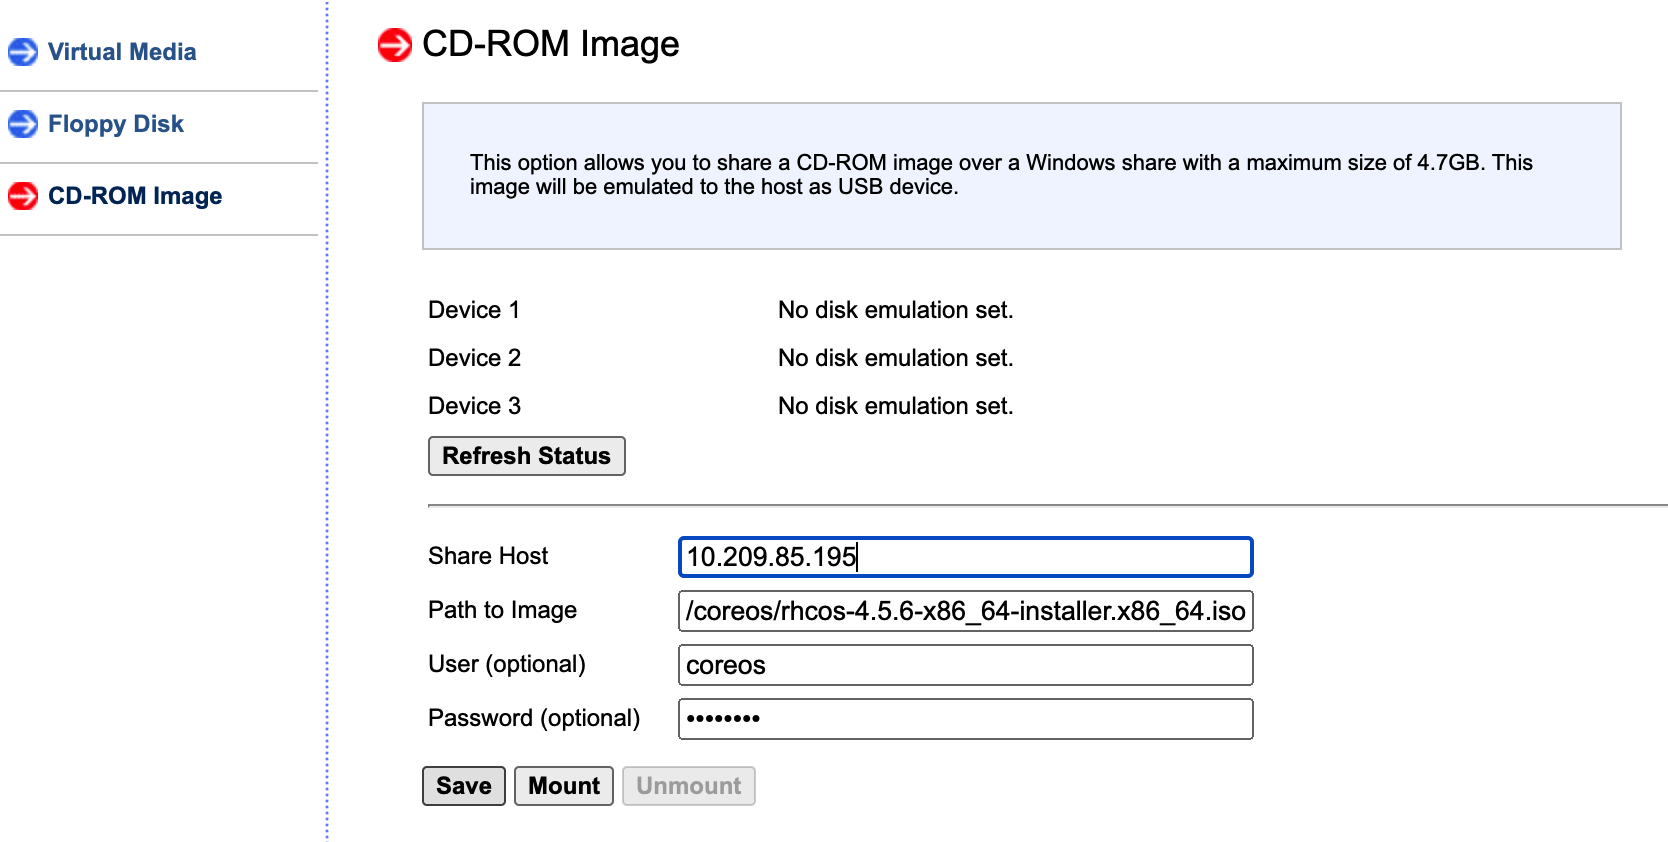 Virtual Media
Floppy Disk
CD-ROM Image
CD-ROM Image
This option allows you to share a CD-ROM image over a Windows share with a maximum size of 4.7GB. This
image will be emulated to the host as USB device.
Device 1 No disk emulation set.
Device 2 No disk emulation set.
Device 3 No disk emulation set.
Refresh Status
Share Host 10.209.85.195
Path to Image /coreos/rhcos-4.5.6-x86_64-installer.x86_64.iso
User (optional) coreos
Password (optional) ••••••••
Save Mount Unmount